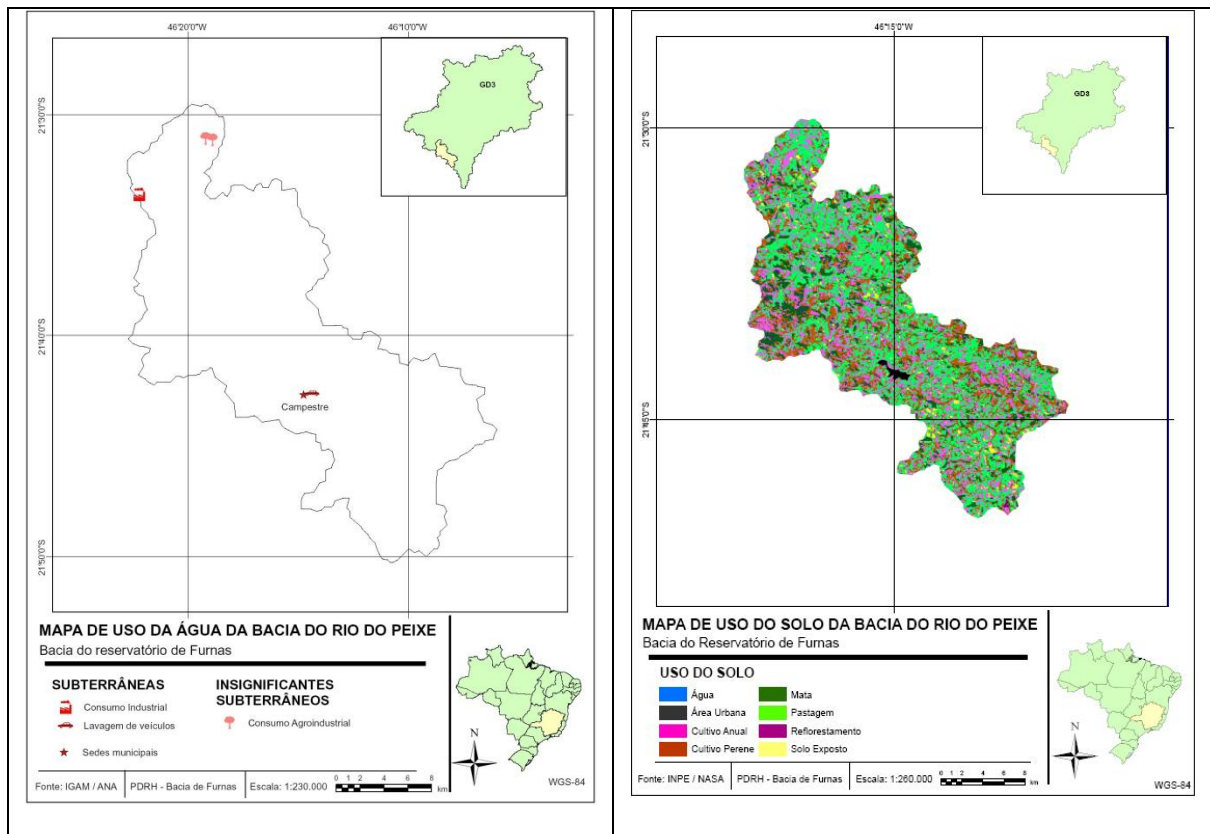 46°20'0"W
46°10'0"W
GD3
21°30'0"S
21°40'0"S
Campestre
21°50'0"S
MAPA DE USO DA ÁGUA DA BACIA DO RIO DO PEIXE
Bacia do reservatório de Furnas
SUBTERRÂNEAS
Consumo Industrial
Lavagem de veículos
Sedes municipais
INSIGNIFICANTES
SUBTERRÂNEOS
Consumo Agroindustrial
N
Fonte: IGAM / ANA
PDRH - Bacia de Furnas
Escala: 1:230.000
0 1 2 4 6 8
km
WGS-84
46°15'0"W
GD3
21°30'0"S
21°45'0"S
MAPA DE USO DO SOLO DA BACIA DO RIO DO PEIXE
Bacia do Reservatório de Furnas
USO DO SOLO
Água
Área Urbana
Cultivo Anual
Cultivo Perene
Mata
Pastagem
Reflorestamento
Solo Exposto
N
Fonte: INPE / NASA
PDRH - Bacia de Furnas
Escala: 1:260.000
0 1 2 4 6 8
km
WGS-84